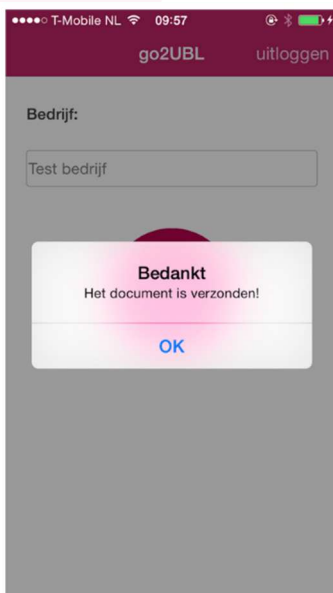 T-Mobile NL 09:57
go2UBL uitloggen
Bedrijf:
Test bedrijf
Bedankt
Het document is verzonden!
OK